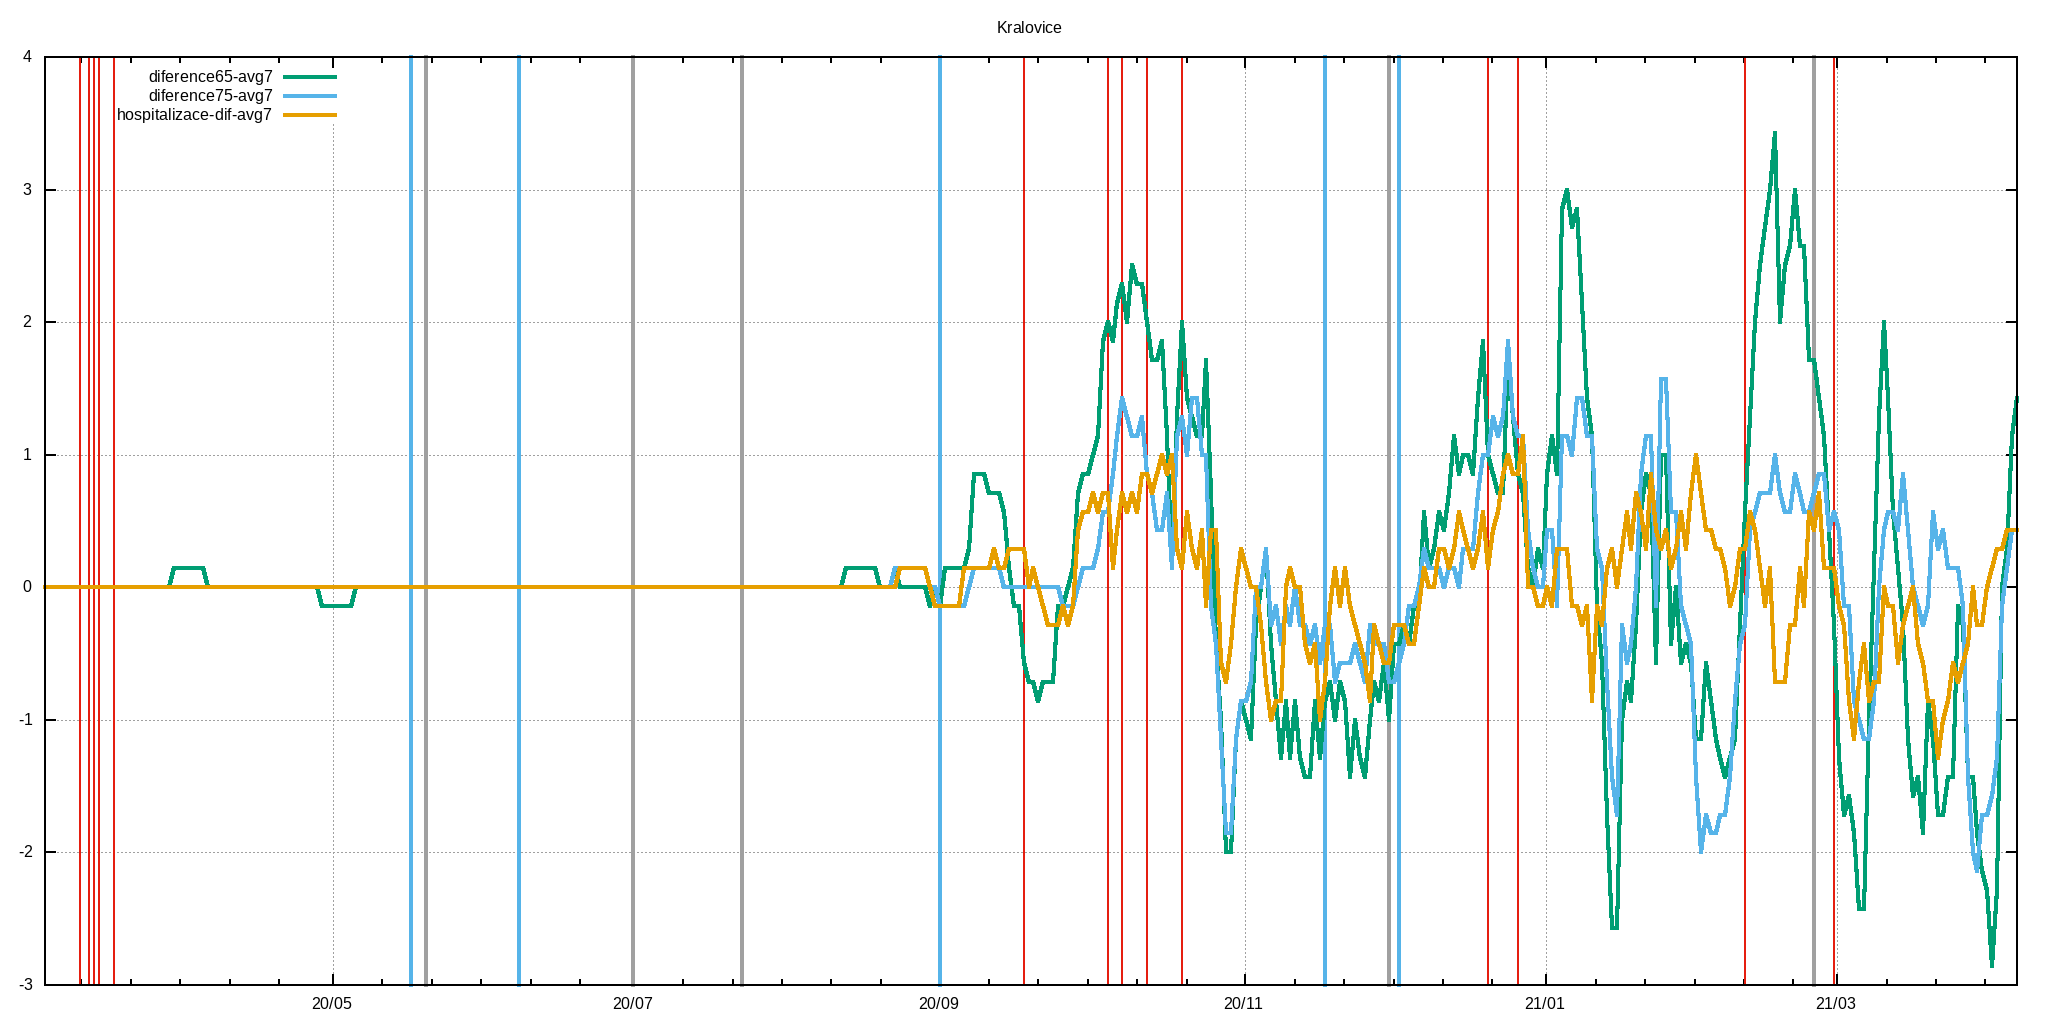 Kralovice
4
diference65-avg7
diference75-avg7
hospitalizace-dif-avg7
3
2
1
0
-1
-2
-3
20/05 20/07 20/09 20/11 21/01 21/03